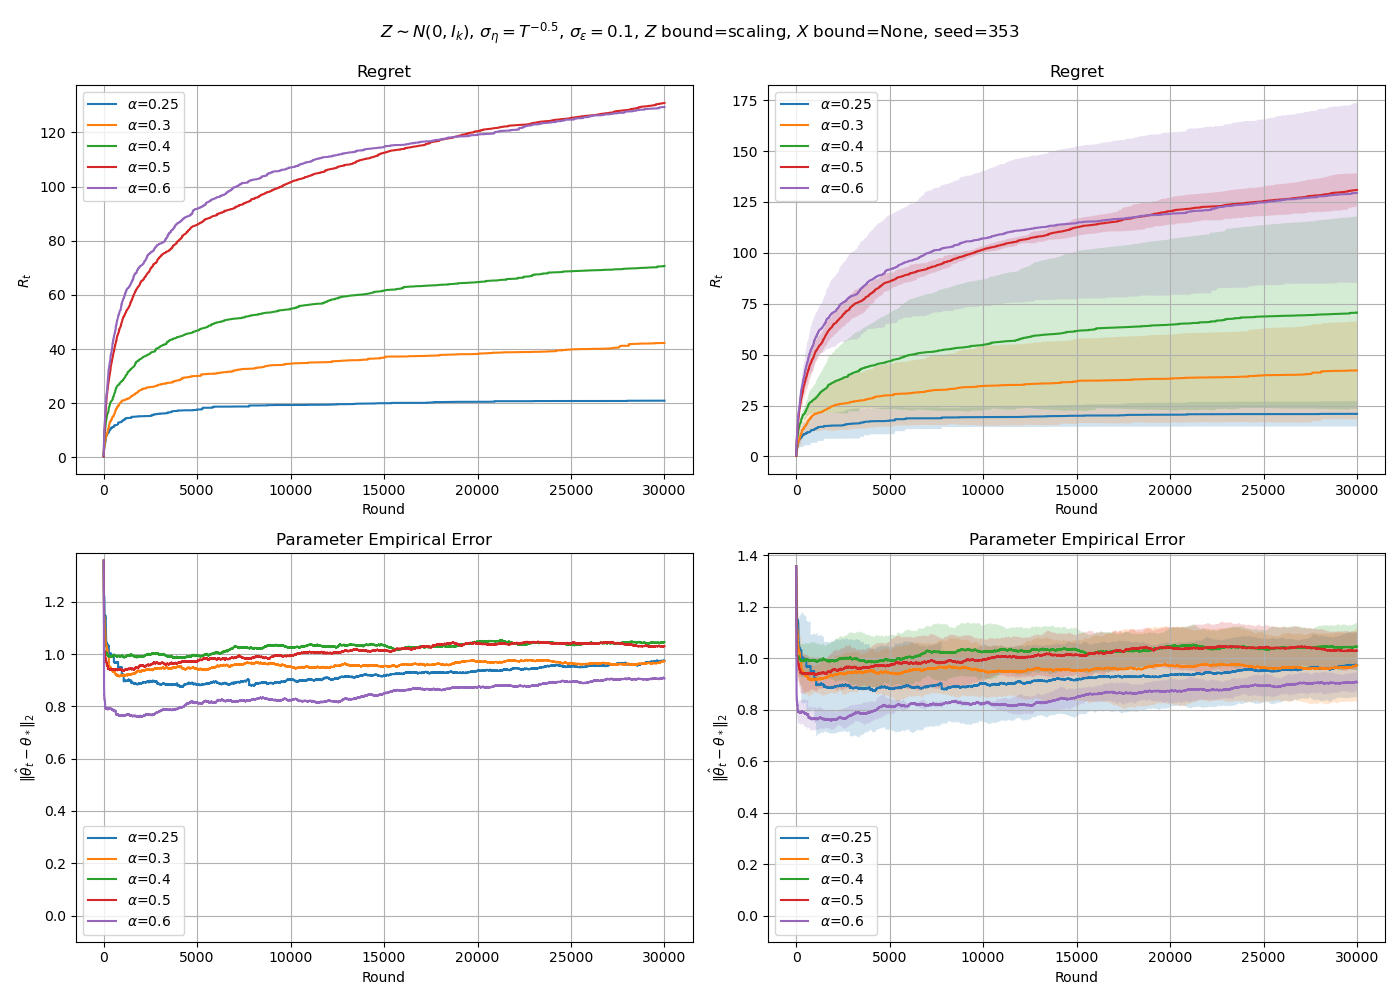 Z ∼ N(0, I_k), σ_η = T^{−0.5}, σ_ε = 0.1, Z bound=scaling, X bound=None, seed=353
Regret
R_t
120
100
80
60
40
20
0
α=0.25
α=0.3
α=0.4
α=0.5
α=0.6
0 5000 10000 15000 20000 25000 30000
Round
Regret
R_t
175
150
125
100
75
50
25
0
α=0.25
α=0.3
α=0.4
α=0.5
α=0.6
0 5000 10000 15000 20000 25000 30000
Round
Parameter Empirical Error
‖θ̂_t − θ_*‖_2
1.2
1.0
0.8
0.6
0.4
0.2
0.0
α=0.25
α=0.3
α=0.4
α=0.5
α=0.6
0 5000 10000 15000 20000 25000 30000
Round
Parameter Empirical Error
‖θ̂_t − θ_*‖_2
1.4
1.2
1.0
0.8
0.6
0.4
0.2
0.0
α=0.25
α=0.3
α=0.4
α=0.5
α=0.6
0 5000 10000 15000 20000 25000 30000
Round